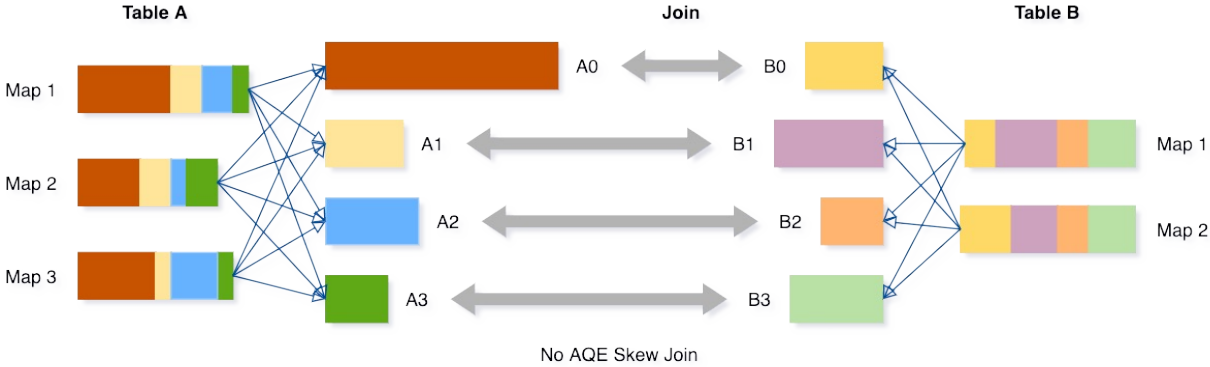 Table A
Join
Table B
Map 1
A0
B0
A1
B1
Map 1
Map 2
A2
B2
Map 2
Map 3
A3
B3
No AQE Skew Join